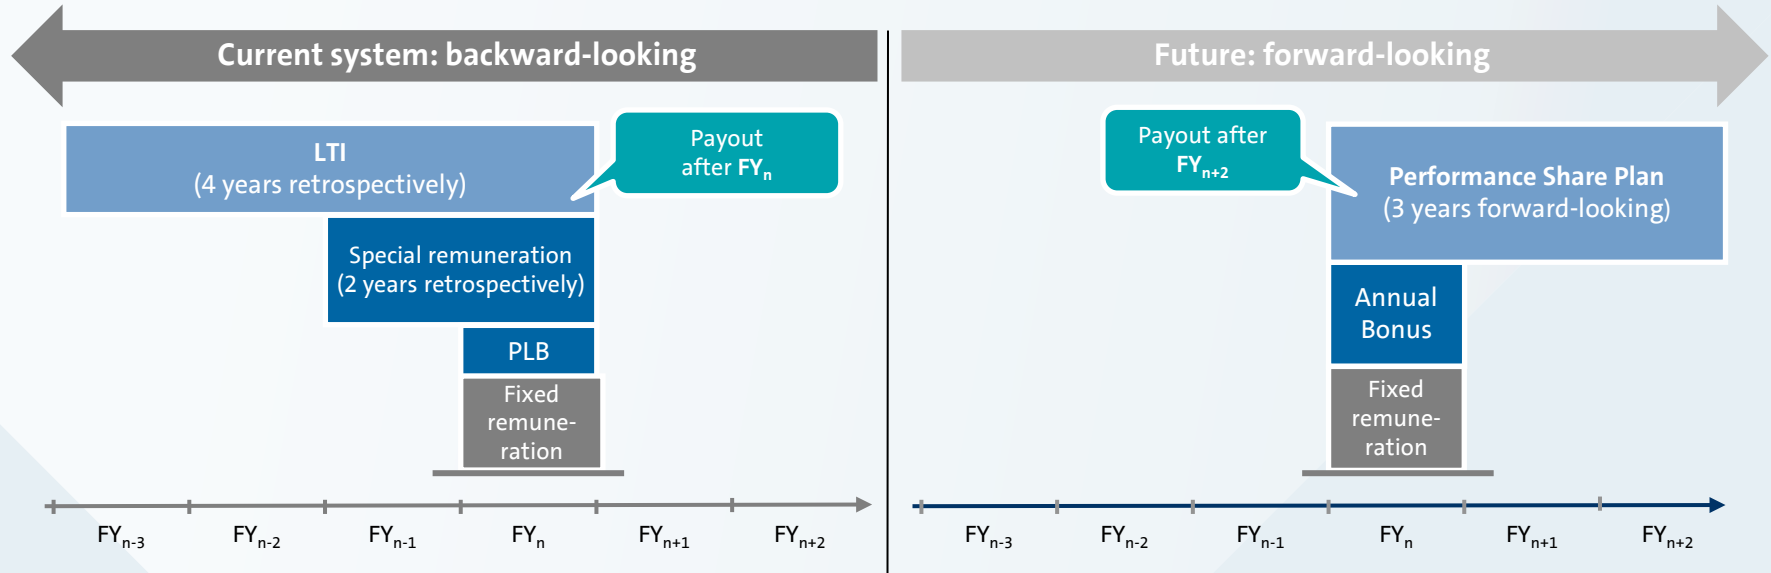 Current system: backward-looking
LTI
(4 years retrospectively)
Payout
after FYn
Special remuneration
(2 years retrospectively)
PLB
Fixed
remune-
ration
FYn-3 FYn-2 FYn-1 FYn FYn+1 FYn+2
Future: forward-looking
Payout after
FYn+2
Performance Share Plan
(3 years forward-looking)
Annual
Bonus
Fixed
remune-
ration
FYn-3 FYn-2 FYn-1 FYn FYn+1 FYn+2